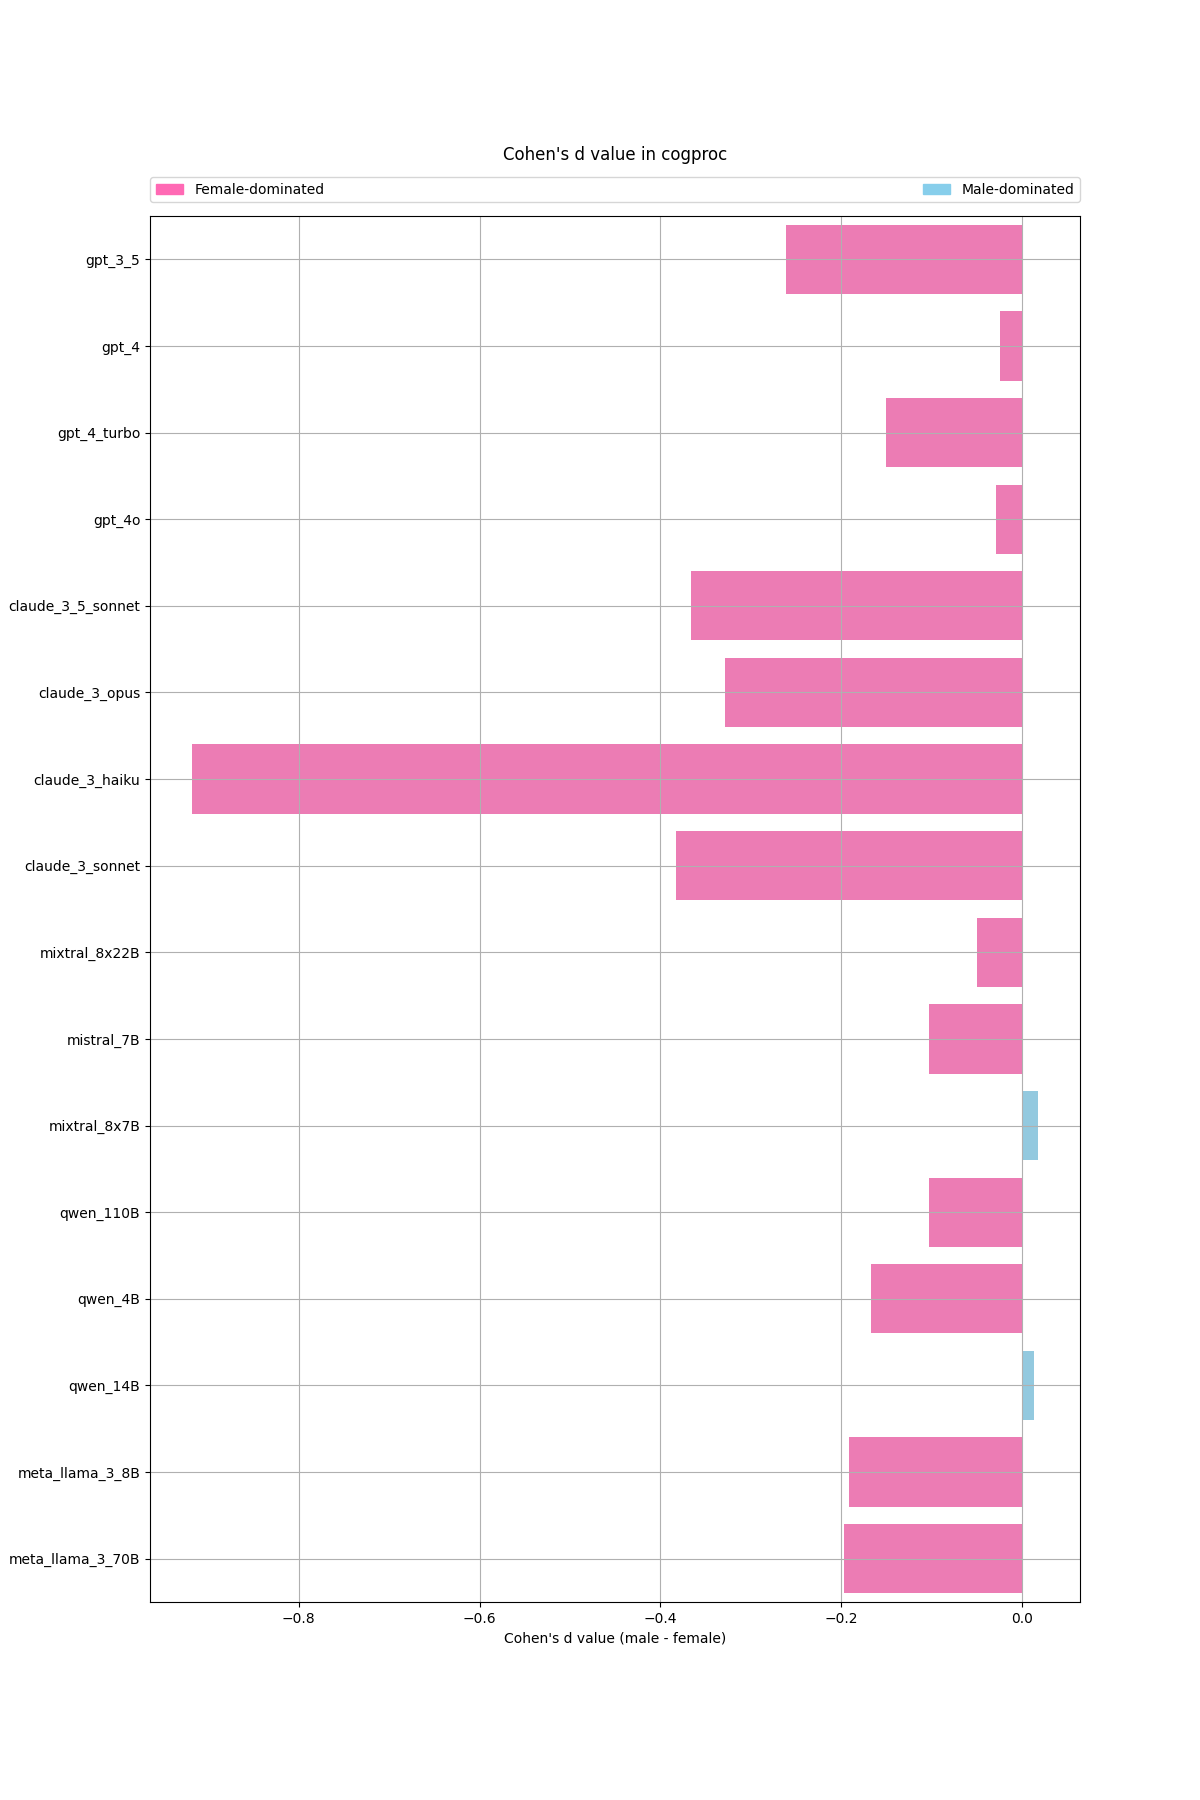 Cohen's d value in cogproc
Female-dominated
Male-dominated
gpt_3_5
gpt_4
gpt_4_turbo
gpt_4o
claude_3_5_sonnet
claude_3_opus
claude_3_haiku
claude_3_sonnet
mixtral_8x22B
mistral_7B
mixtral_8x7B
qwen_110B
qwen_4B
qwen_14B
meta_llama_3_8B
meta_llama_3_70B
−0.8 −0.6 −0.4 −0.2 0.0
Cohen's d value (male - female)